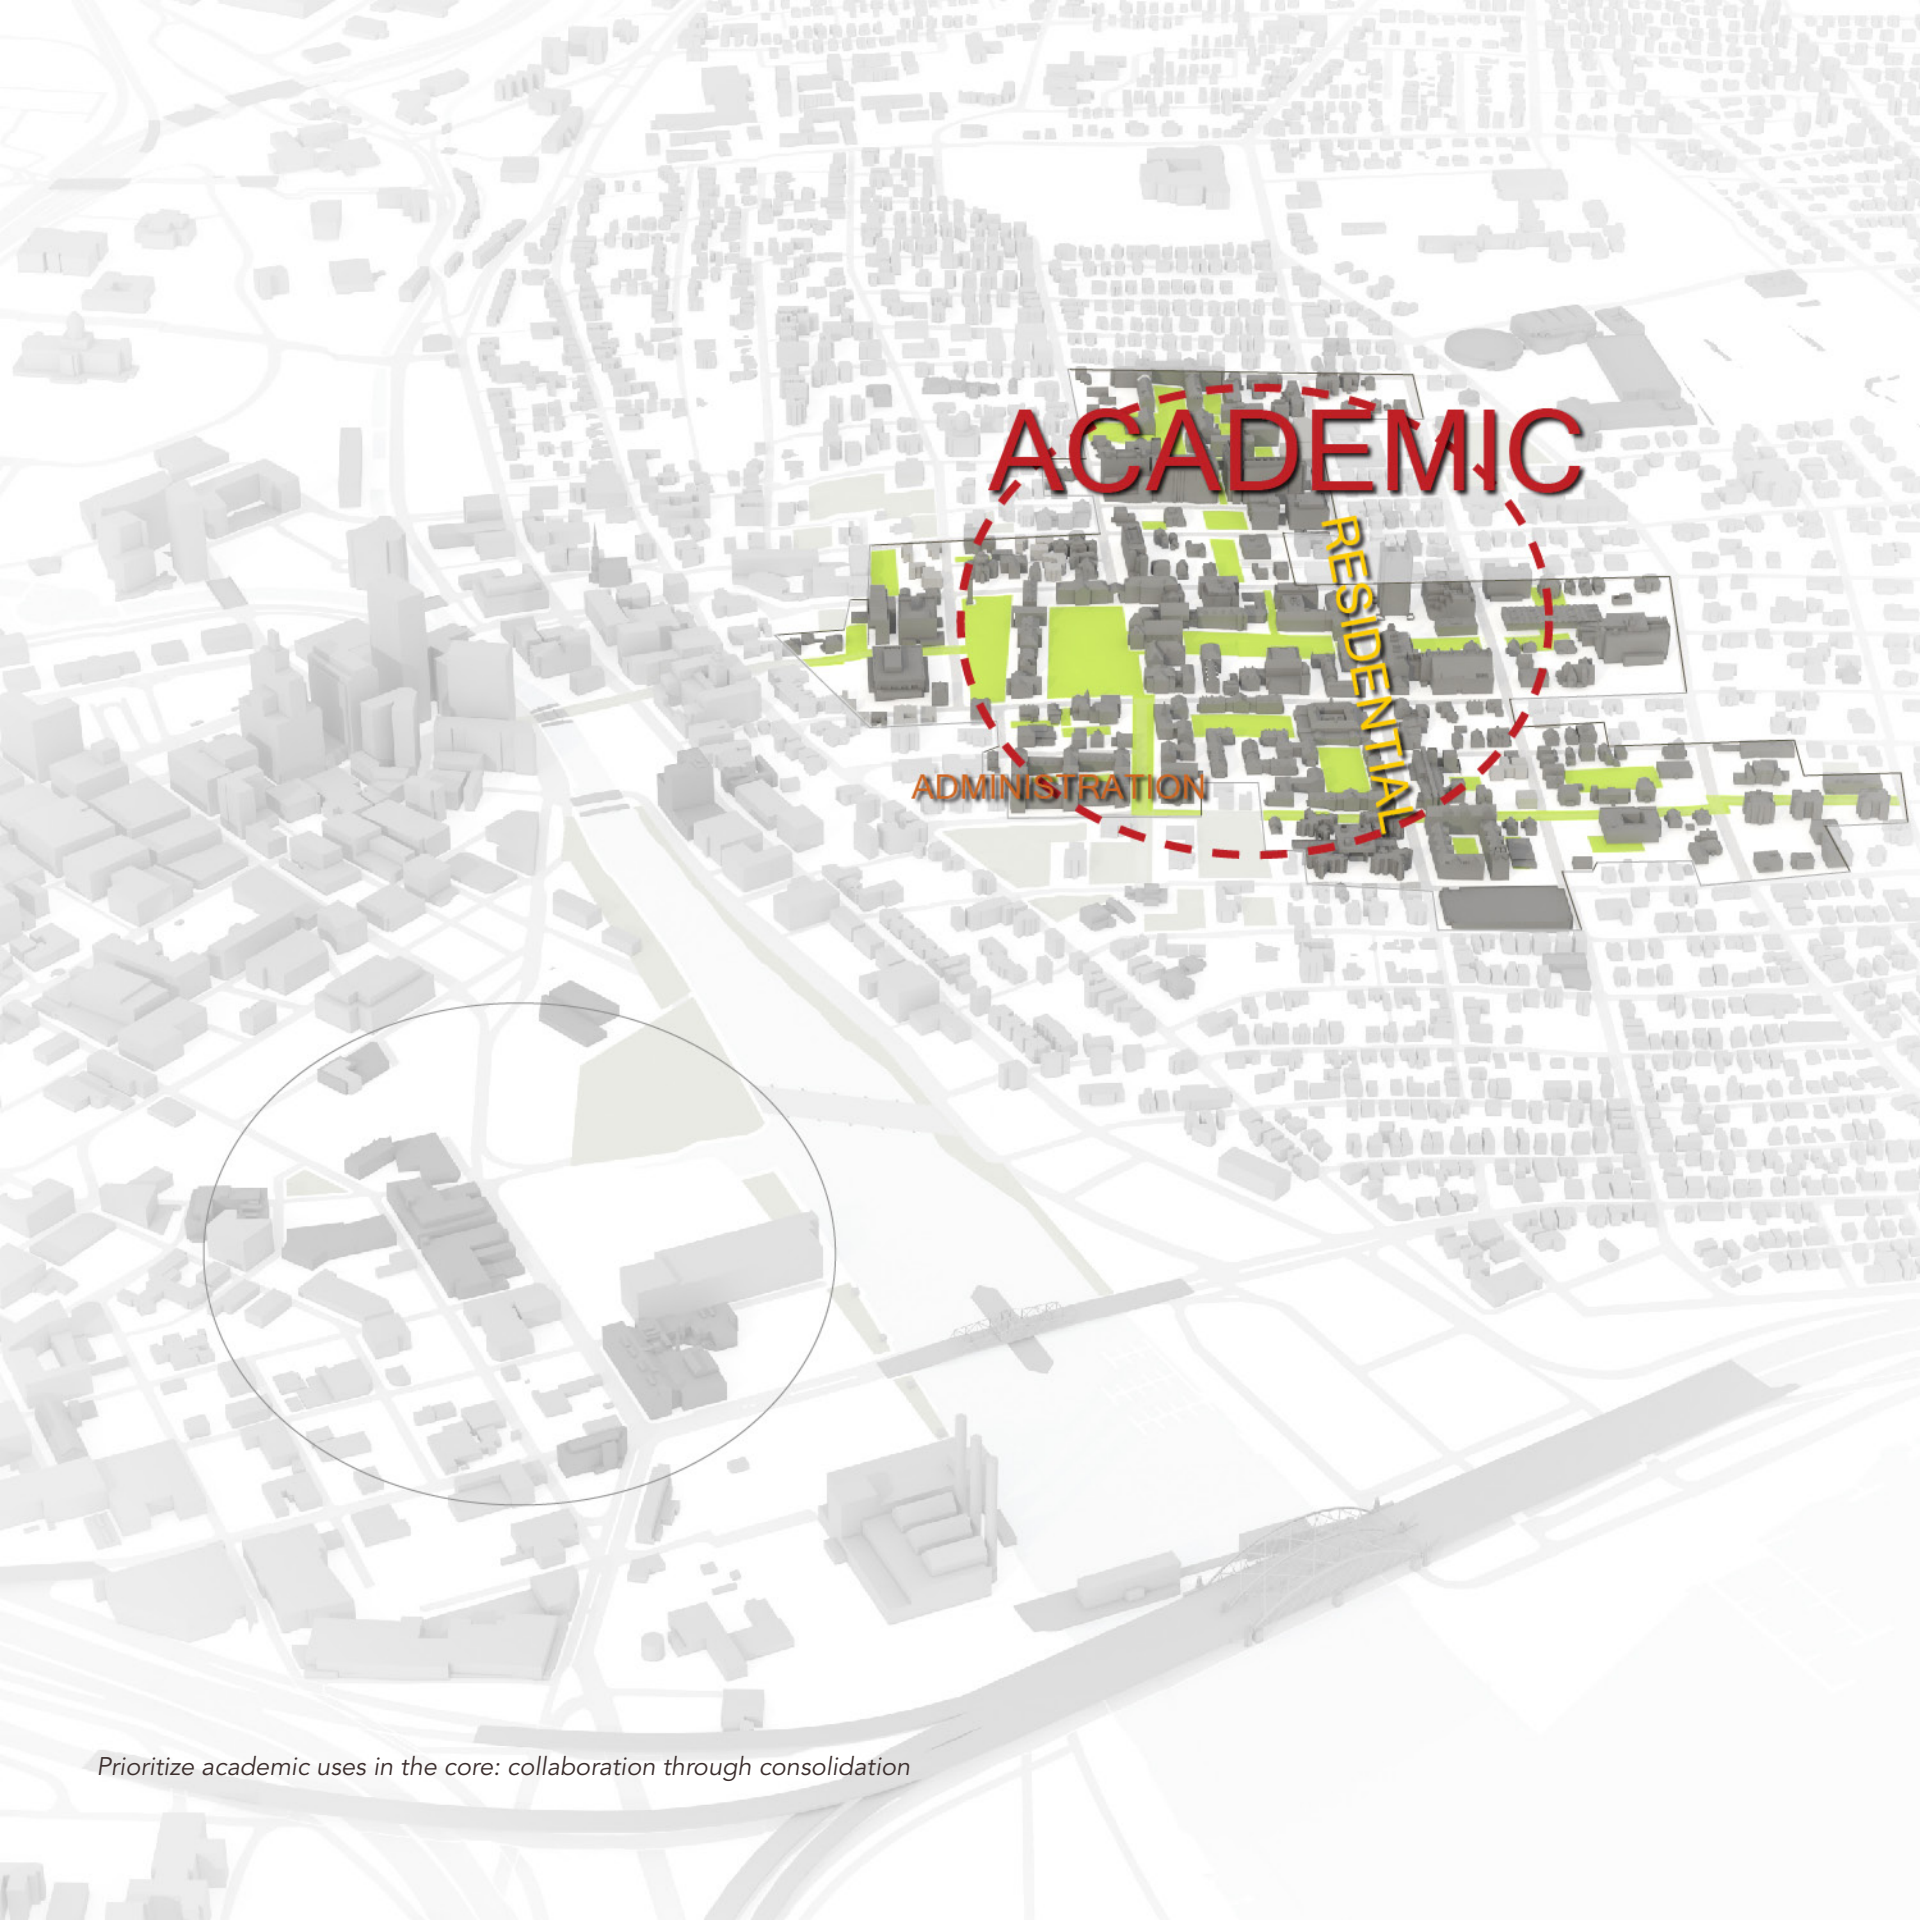 ACADEMIC
RESIDENTIAL
ADMINISTRATION
Prioritize academic uses in the core: collaboration through consolidation